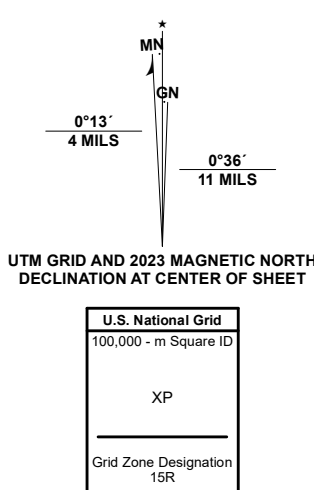 ★
MN
GN
0°13´
4 MILS
0°36´
11 MILS
UTM GRID AND 2023 MAGNETIC NORTH
DECLINATION AT CENTER OF SHEET
U.S. National Grid
100,000 - m Square ID
XP
Grid Zone Designation
15R